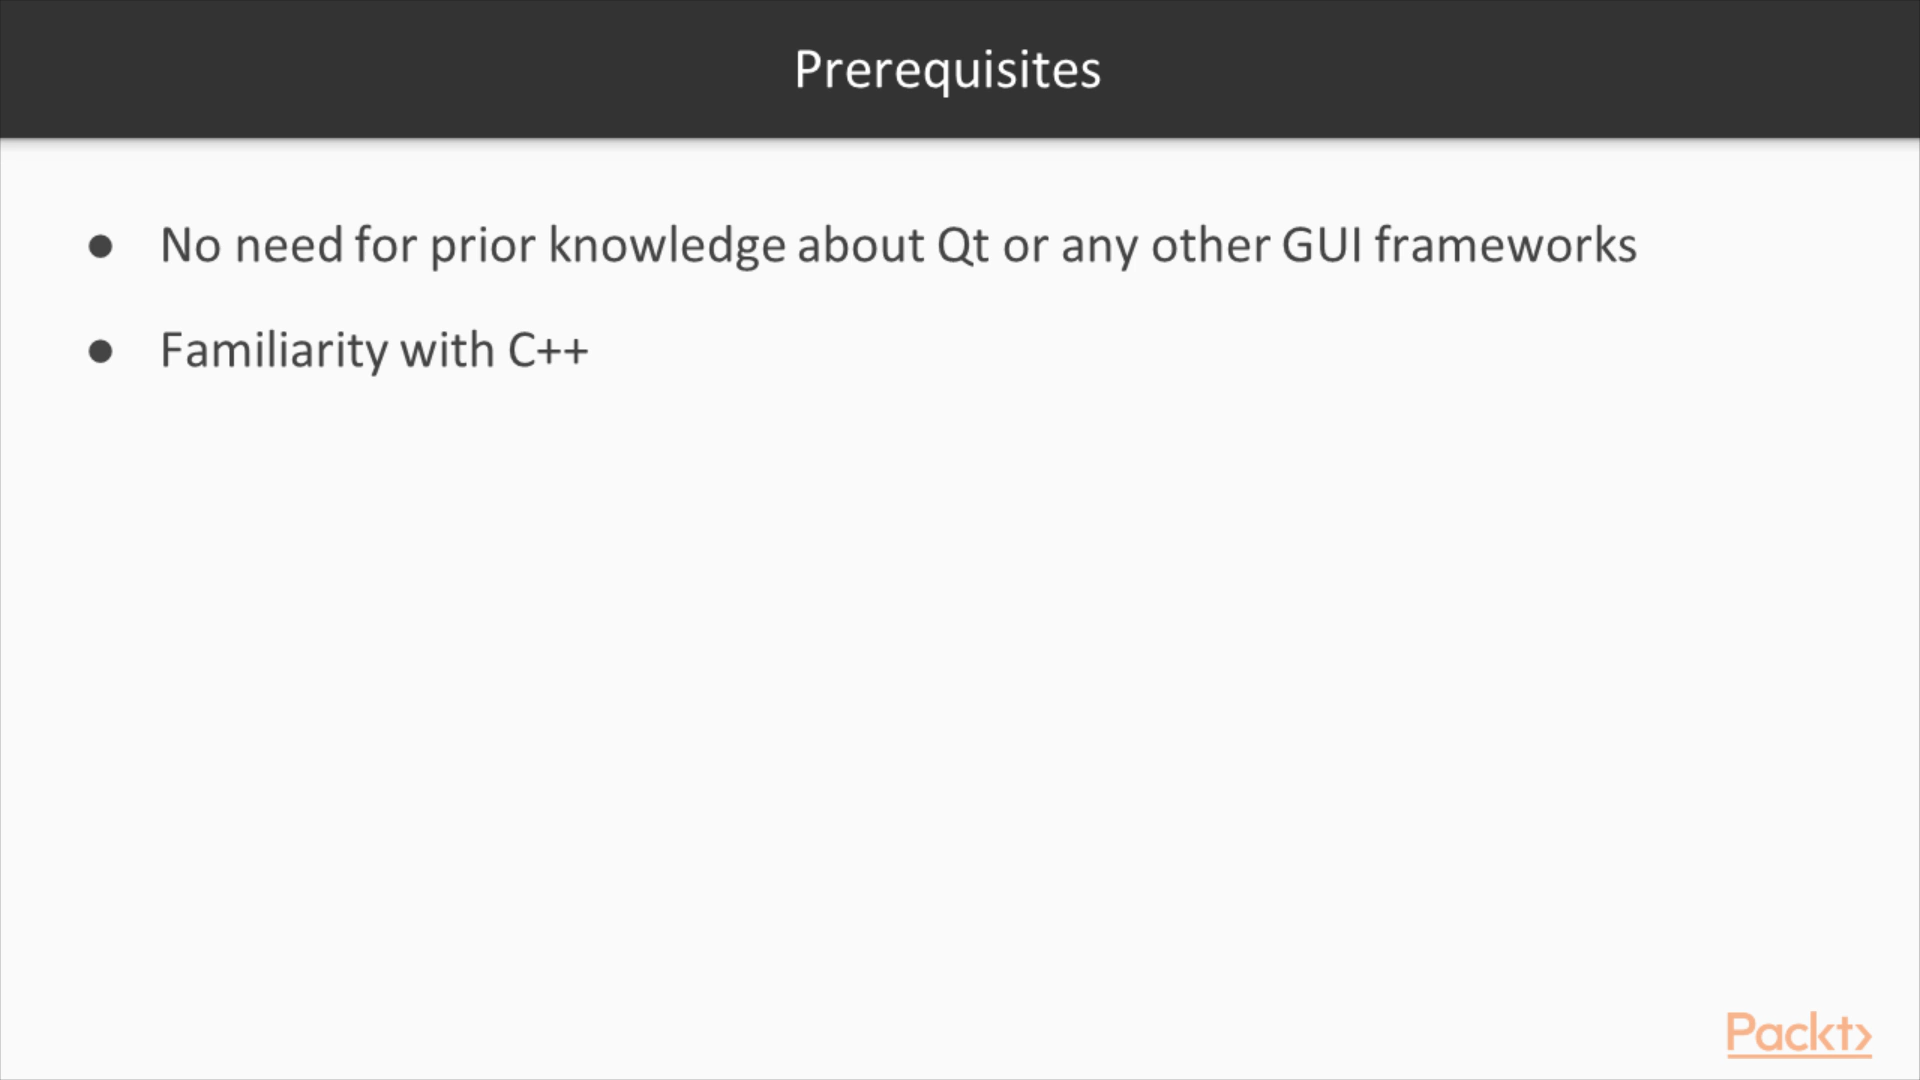 Prerequisites
● No need for prior knowledge about Qt or any other GUI frameworks
● Familiarity with C++
Packt>